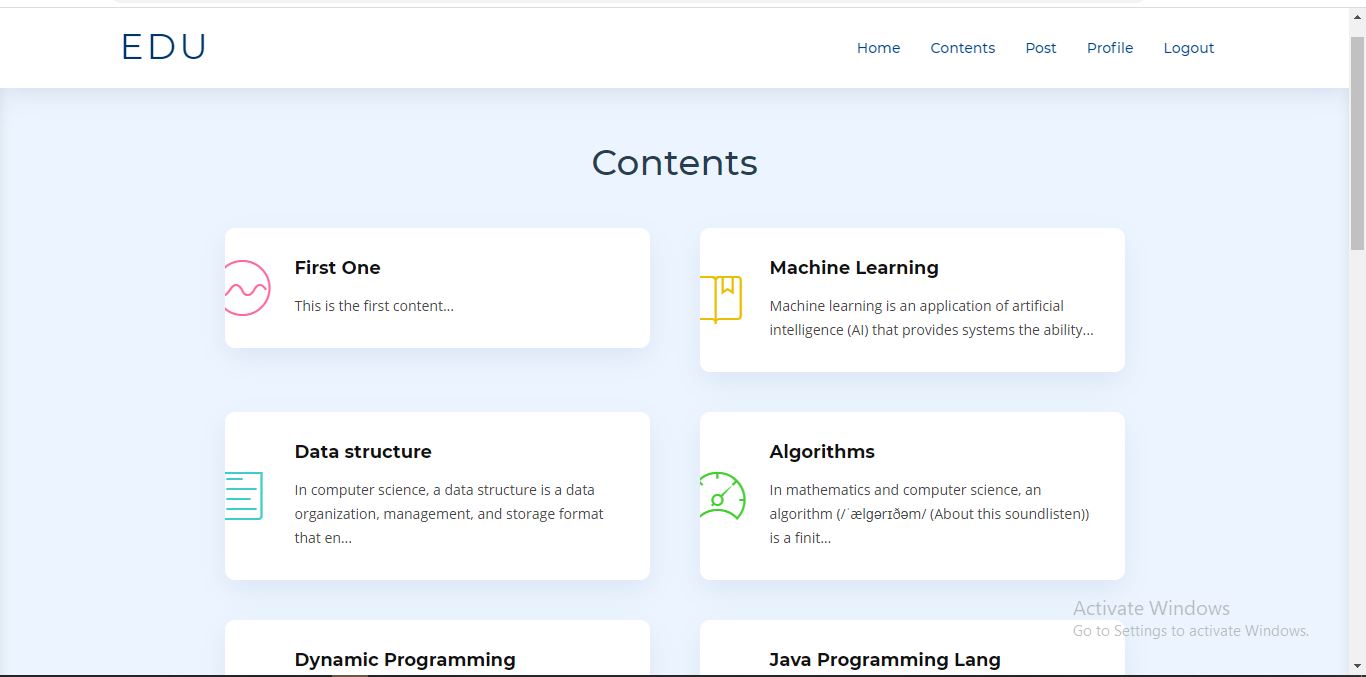 EDU
Home Contents Post Profile Logout
Contents
First One
This is the first content...
Machine Learning
Machine learning is an application of artificial
intelligence (AI) that provides systems the ability...
Data structure
In computer science, a data structure is a data
organization, management, and storage format
that en...
Algorithms
In mathematics and computer science, an
algorithm (/ˈælɡərɪðəm/ (About this soundlisten))
is a finit...
Dynamic Programming
Java Programming Lang
Activate Windows
Go to Settings to activate Windows.